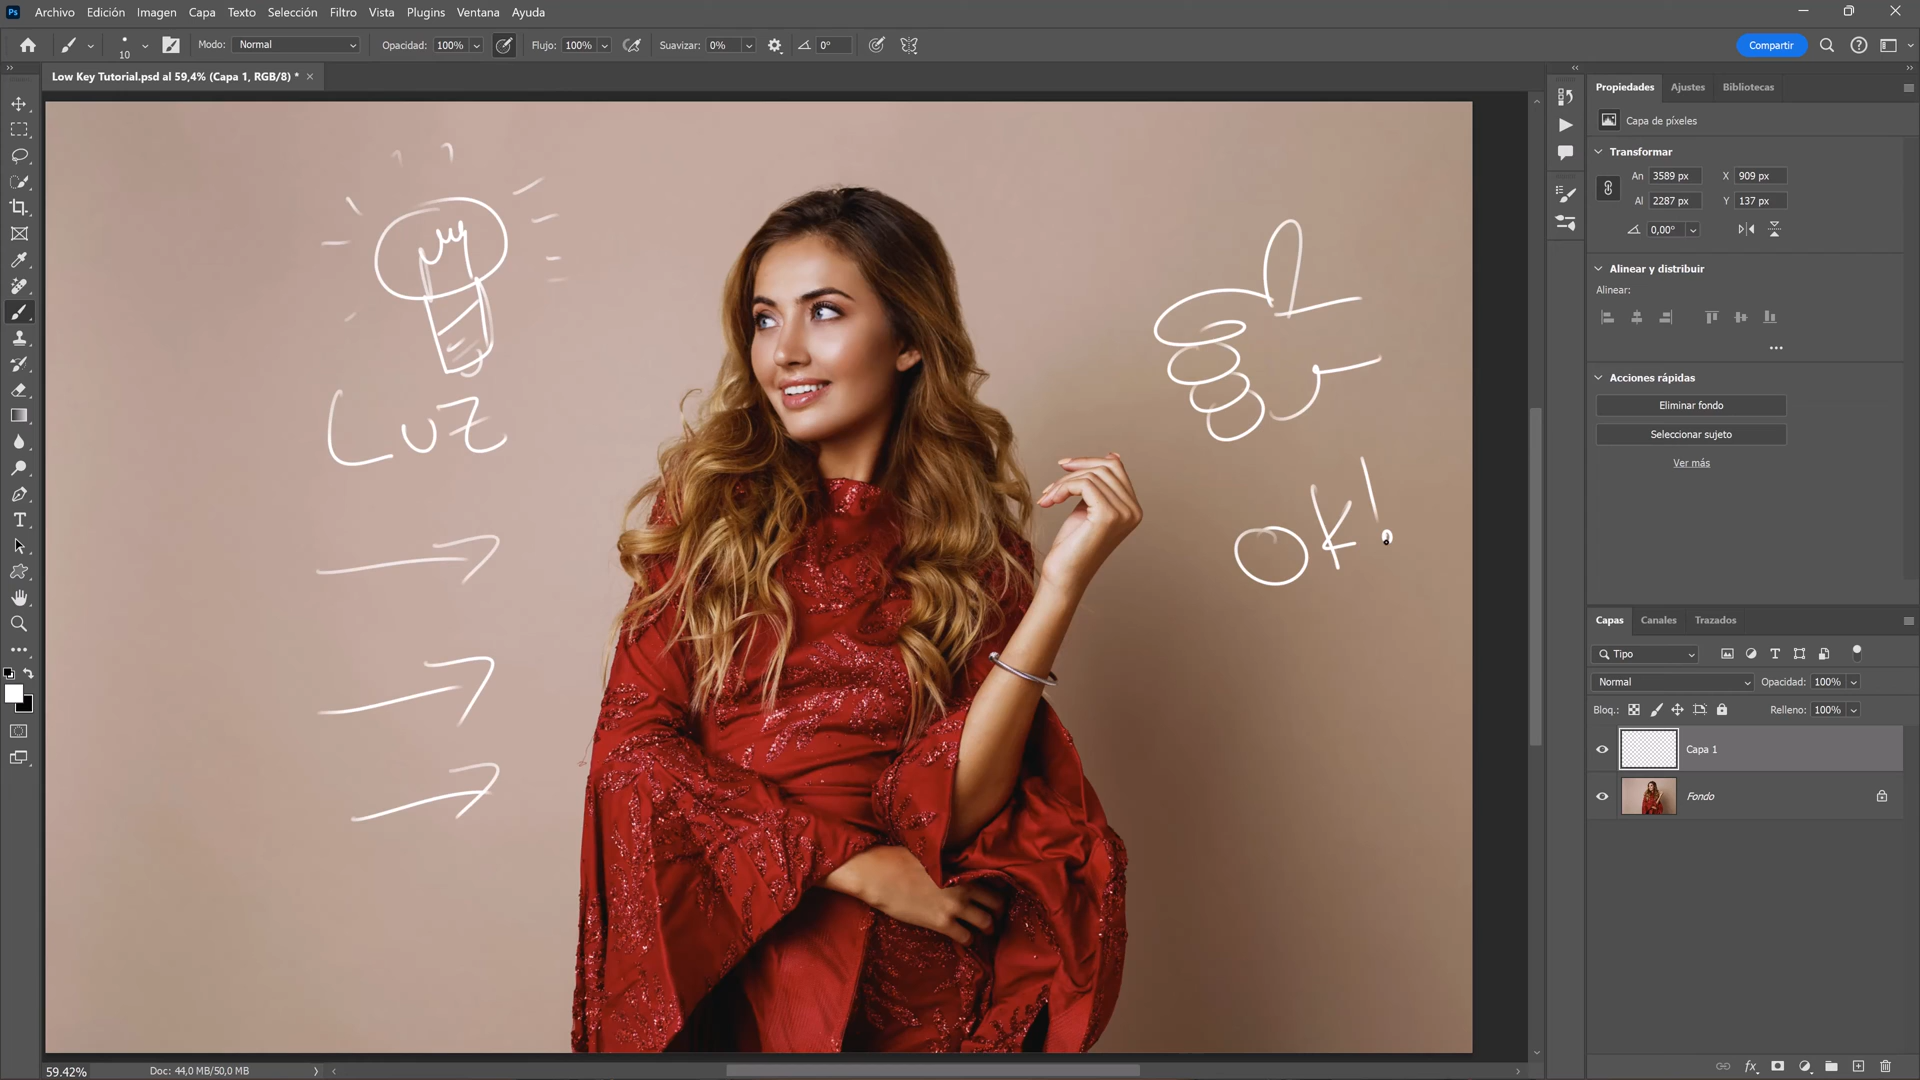 Ps Archivo Edición Imagen Capa Texto Selección Filtro Vista Plugins Ventana Ayuda
10 Modo: Normal Opacidad: 100% Flujo: 100% Suavizar: 0% 0° Compartir
Low Key Tutorial.psd al 59,4% (Capa 1, RGB/8) *
Propiedades Ajustes Bibliotecas
Capa de píxeles
Transformar
An 3589 px X 909 px
Al 2287 px Y 137 px
0,00°
Alinear y distribuir
Alinear:
Acciones rápidas
Eliminar fondo
Seleccionar sujeto
Ver más
LUZ
OK!
Capas Canales Trazados
Tipo
Normal Opacidad: 100%
Bloq.: Relleno: 100%
Capa 1
Fondo
fx
59.42% Doc: 44,0 MB/50,0 MB